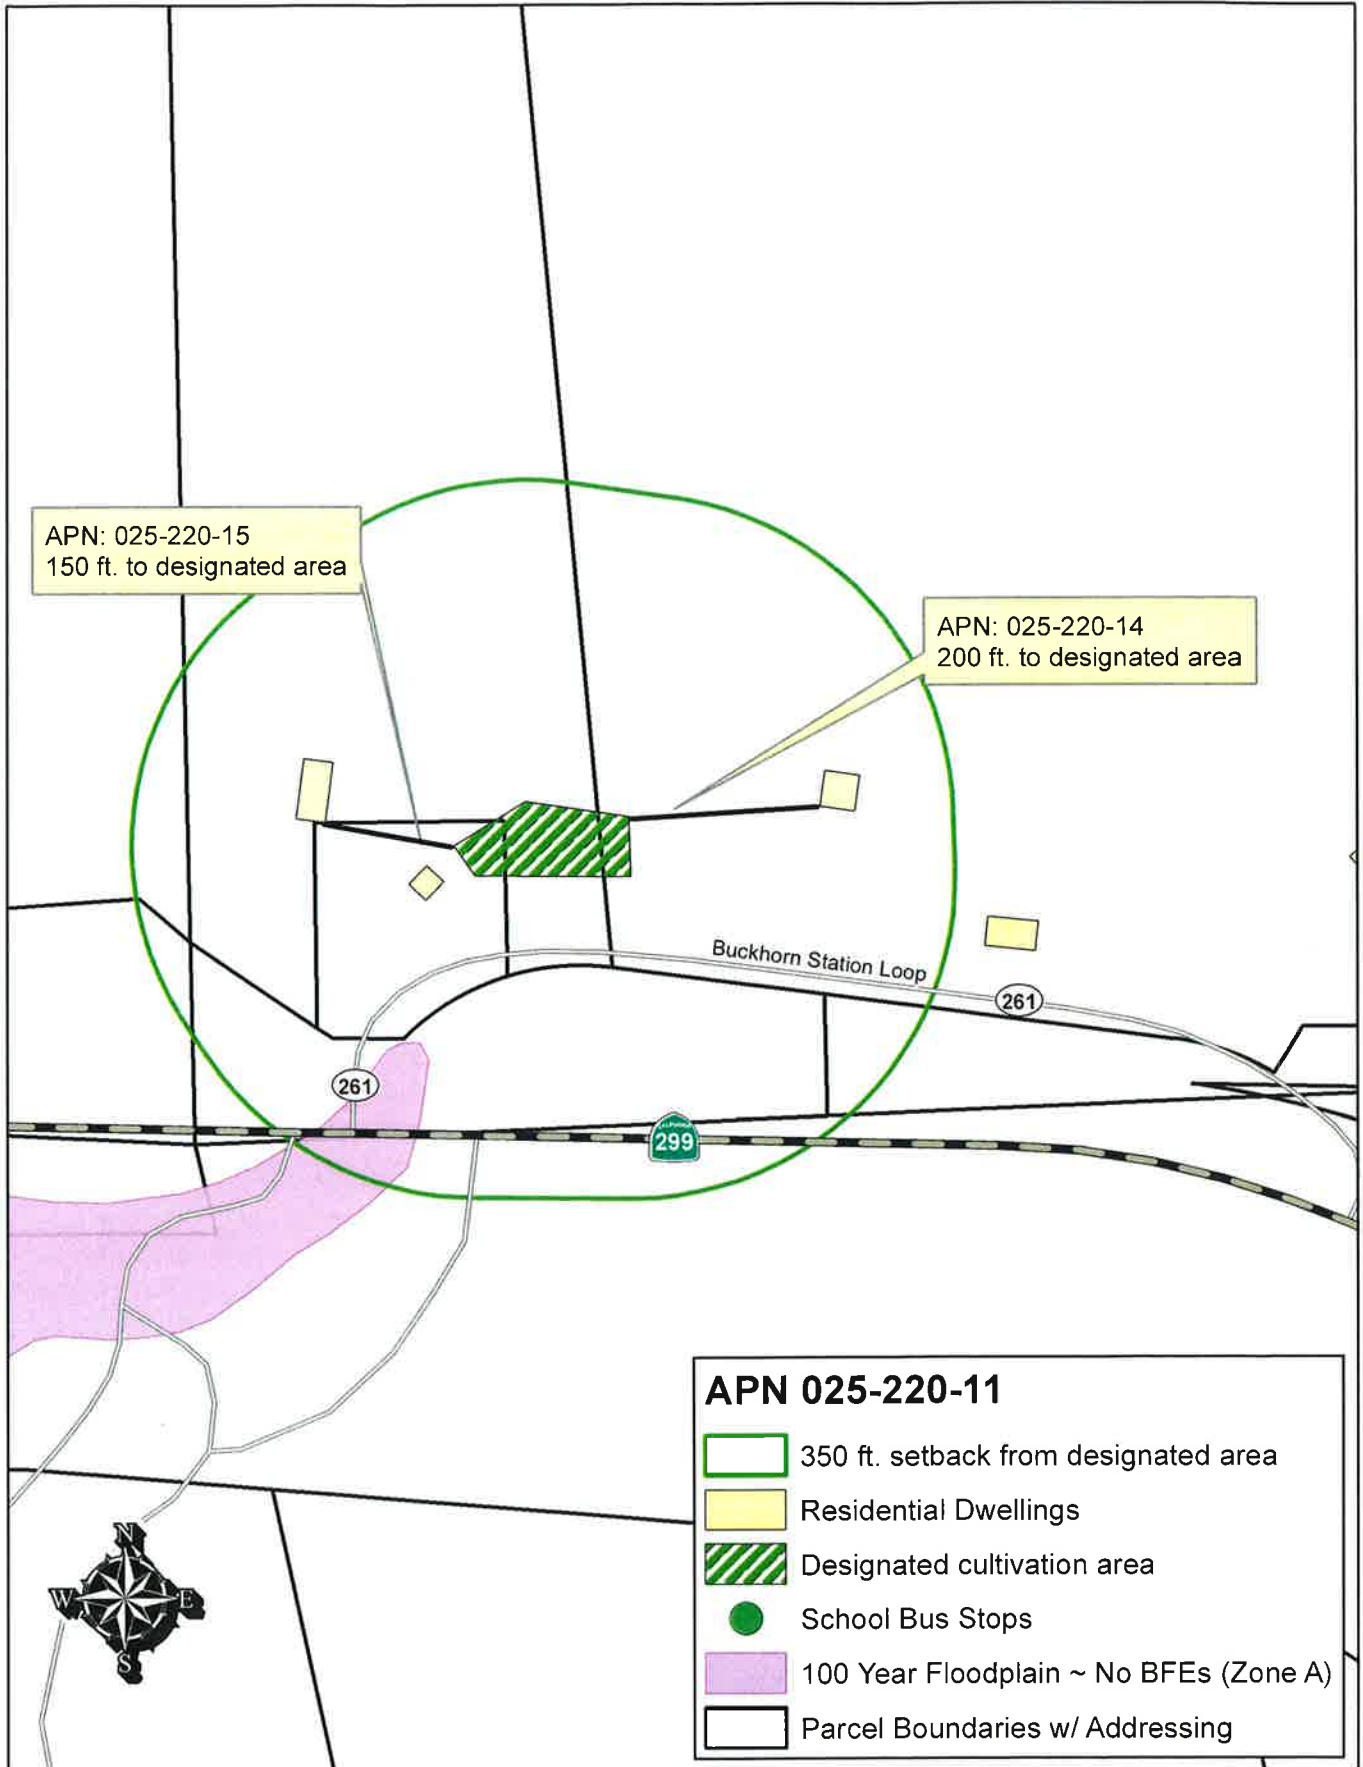 APN: 025-220-15
150 ft. to designated area
APN: 025-220-14
200 ft. to designated area
Buckhorn Station Loop
261
261
CALIFORNIA
299
APN 025-220-11
350 ft. setback from designated area
Residential Dwellings
Designated cultivation area
School Bus Stops
100 Year Floodplain ~ No BFEs (Zone A)
Parcel Boundaries w/ Addressing
N
W
E
S